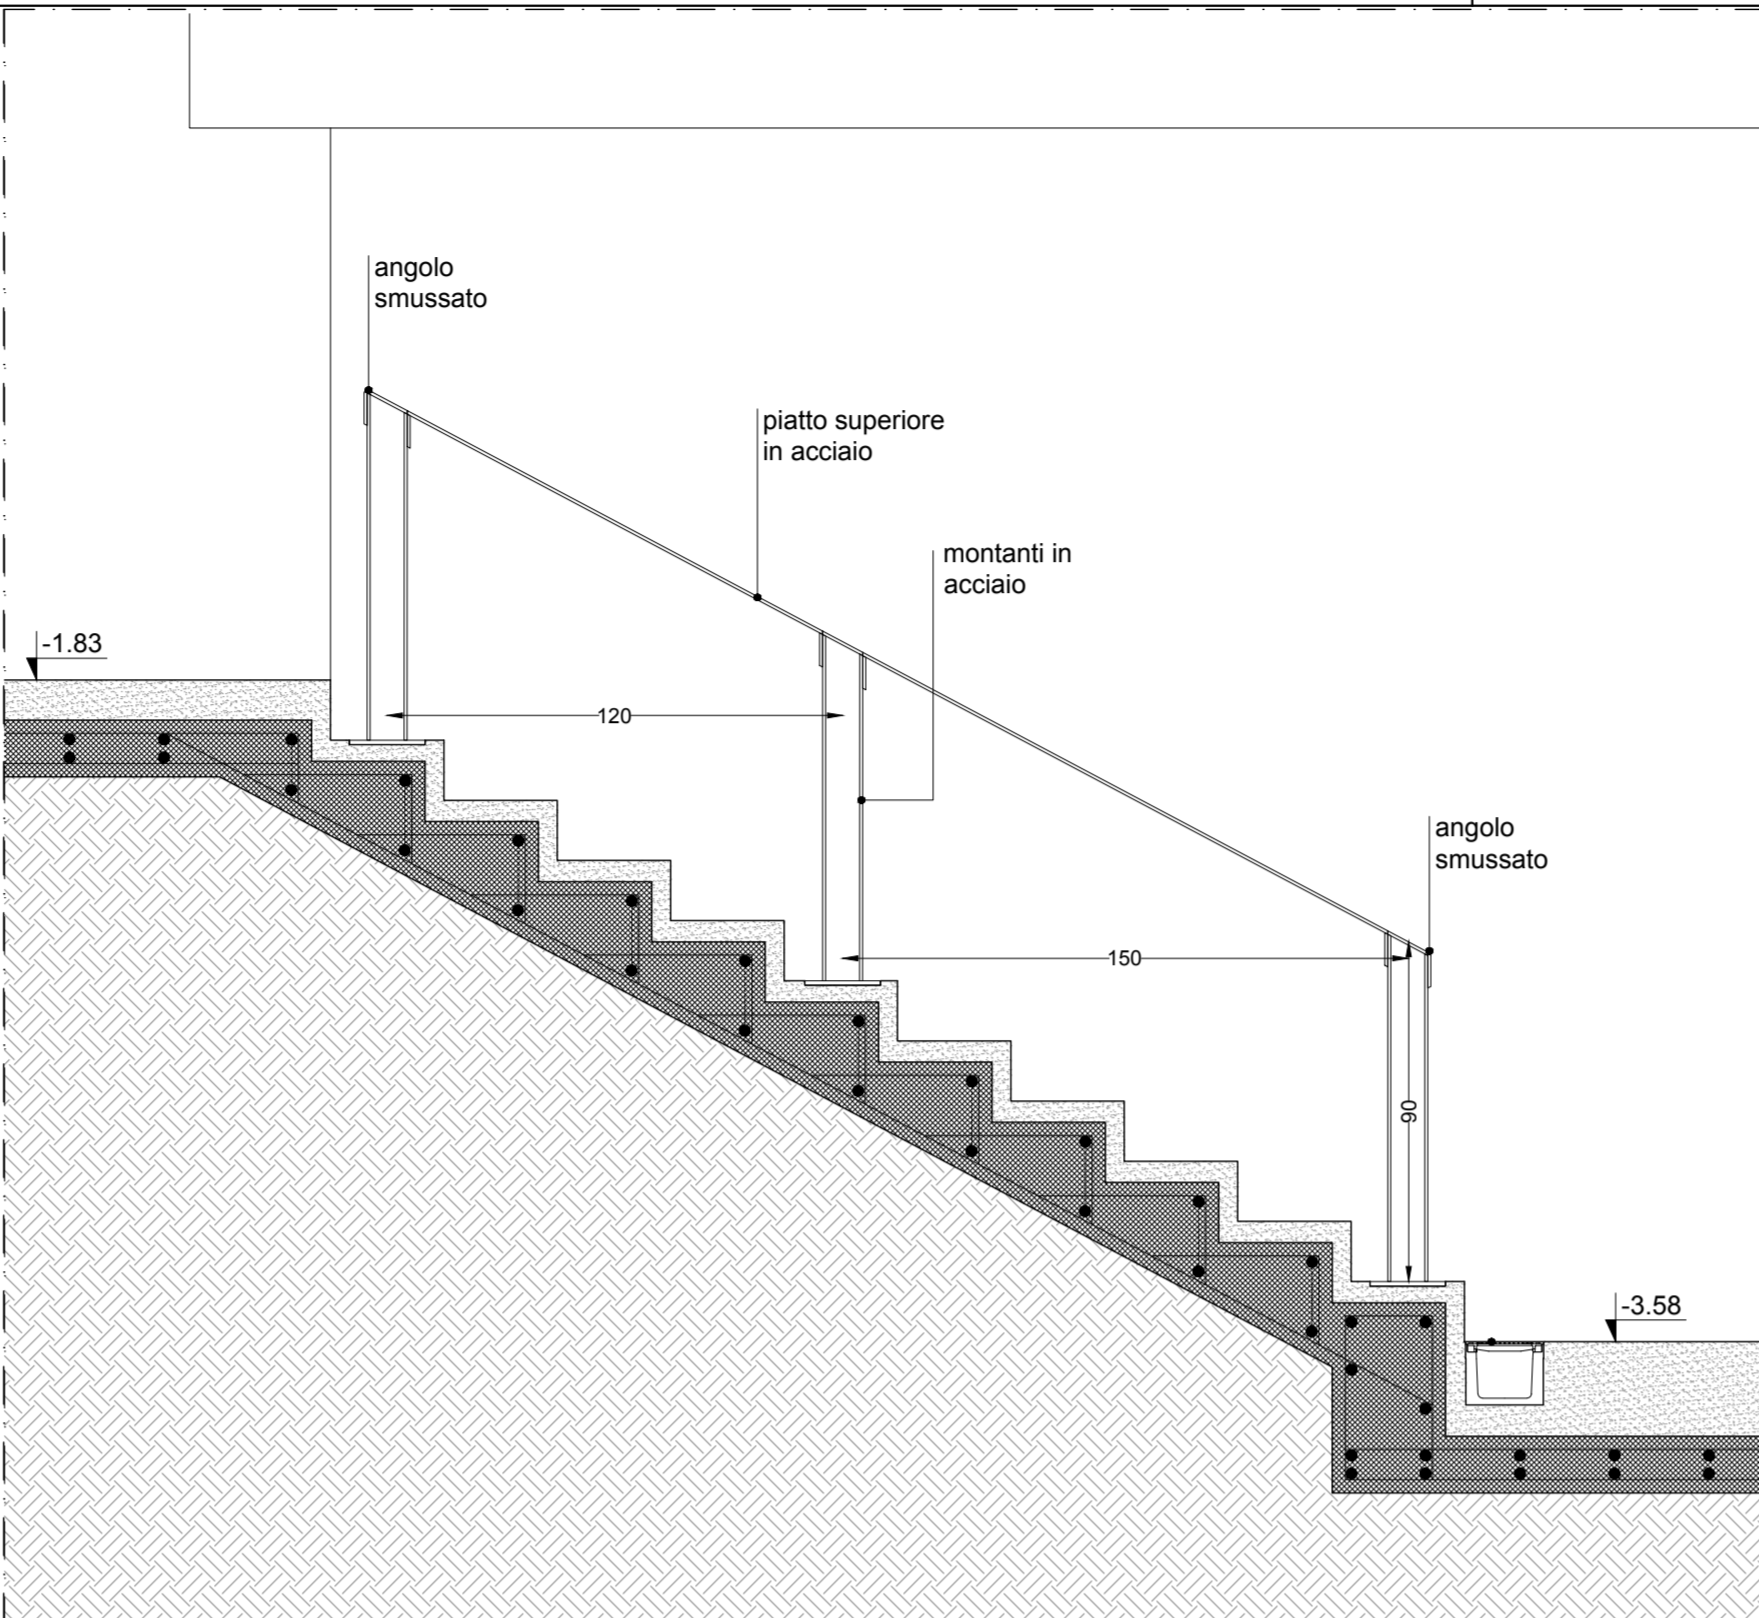 angolo
smussato
piatto superiore
in acciaio
montanti in
acciaio
-1.83
120
angolo
smussato
150
90
-3.58